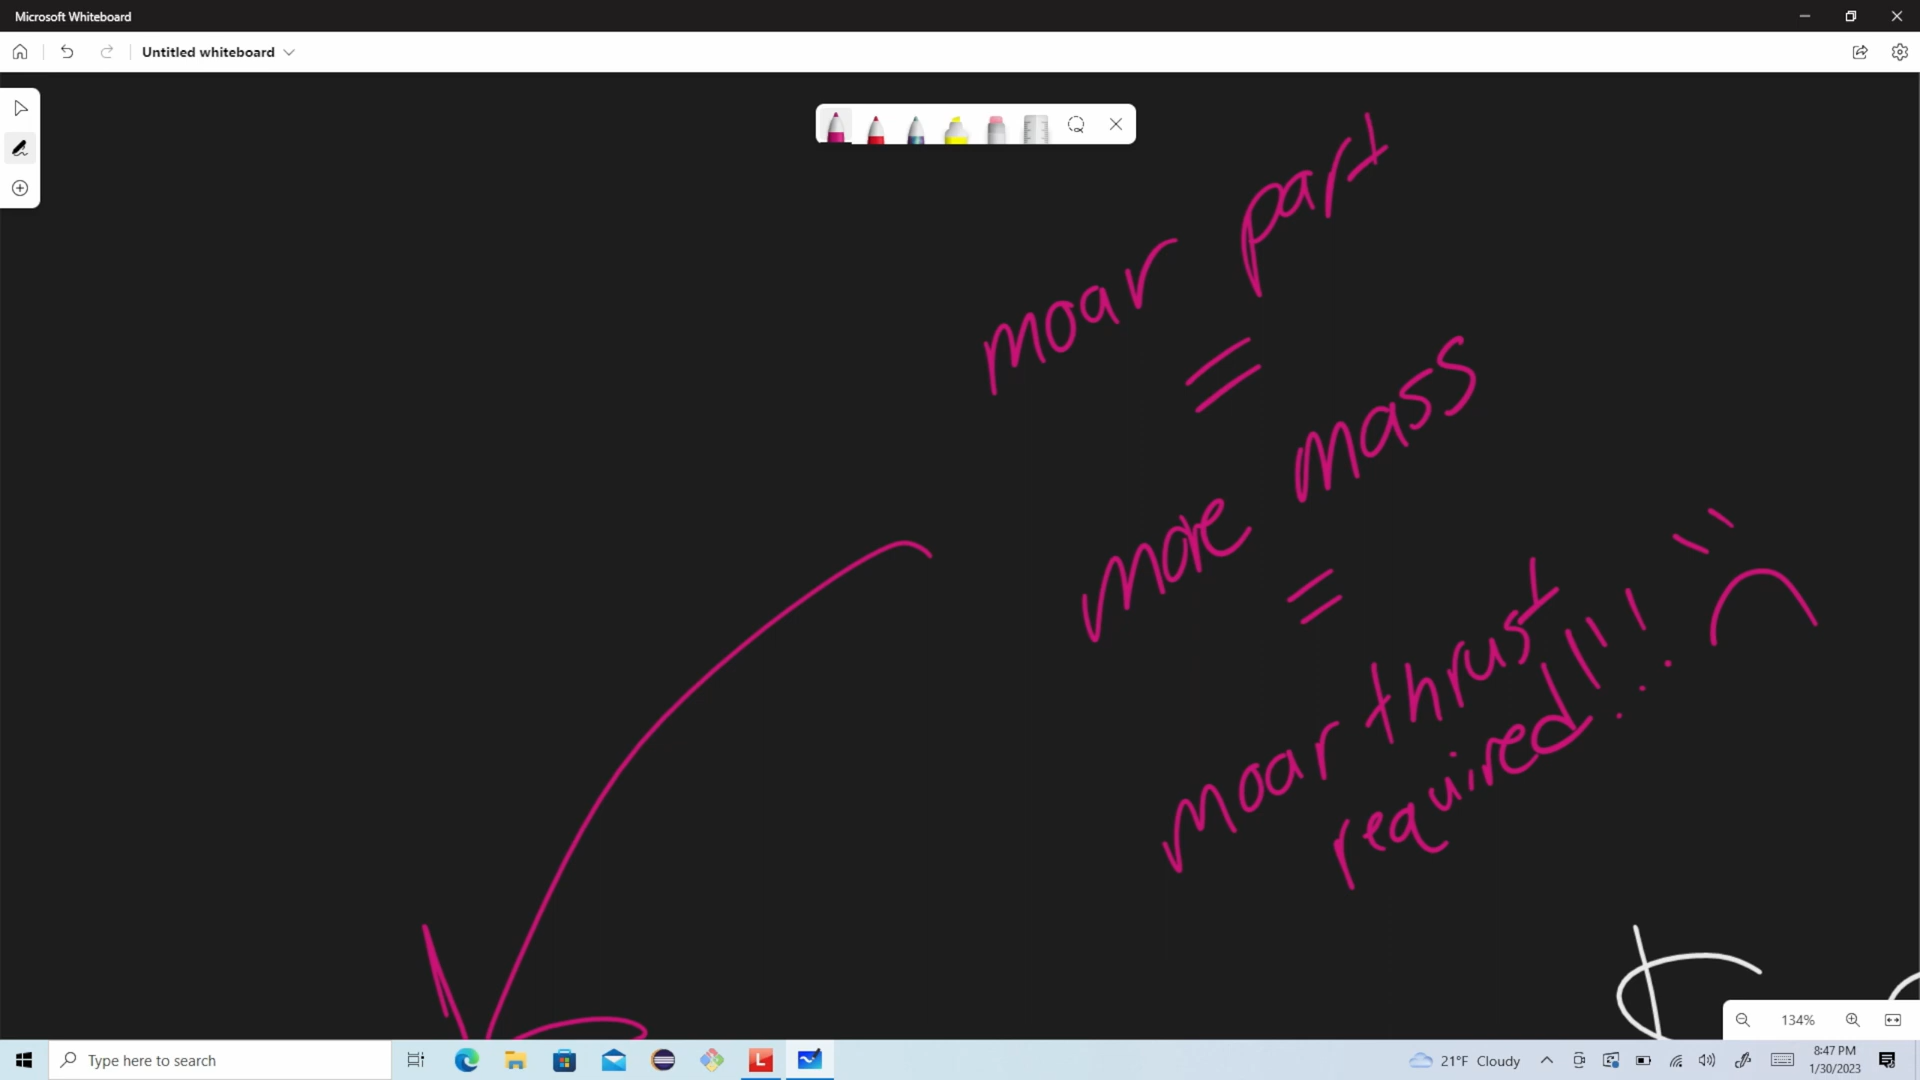 Microsoft Whiteboard
Untitled whiteboard
moar part
=
more mass
=
moar thrust
required!!!
134%
Type here to search
L
21°F Cloudy
8:47 PM
1/30/2023